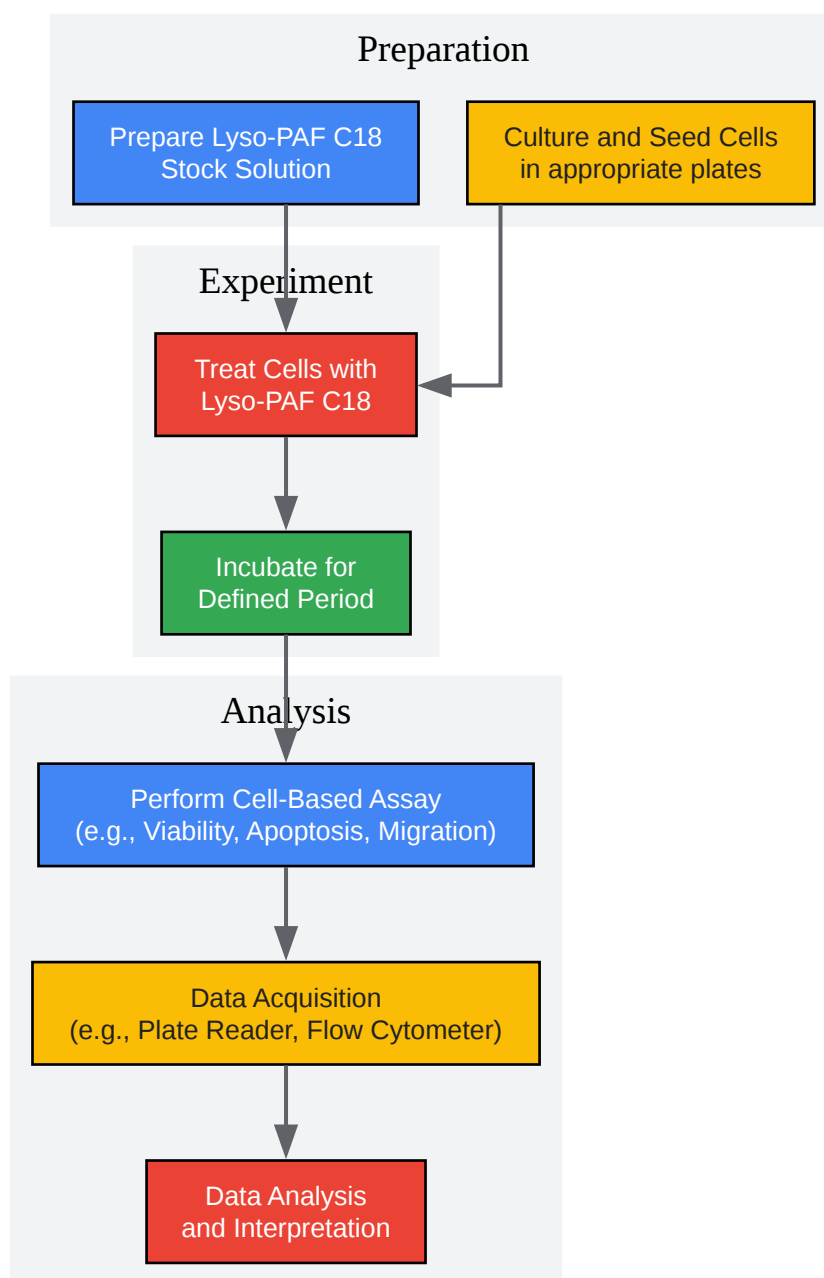 Preparation
Prepare Lyso-PAF C18
Stock Solution
Culture and Seed Cells
in appropriate plates
Experiment
Treat Cells with
Lyso-PAF C18
Incubate for
Defined Period
Analysis
Perform Cell-Based Assay
(e.g., Viability, Apoptosis, Migration)
Data Acquisition
(e.g., Plate Reader, Flow Cytometer)
Data Analysis
and Interpretation